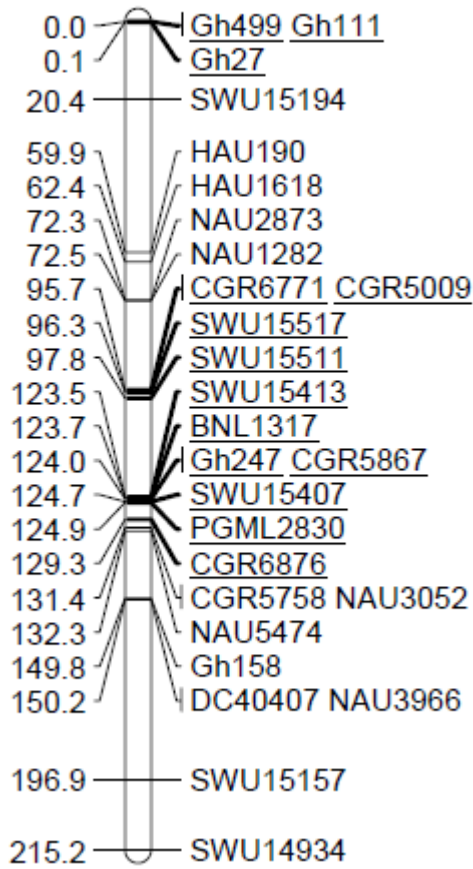 0.0 Gh499 Gh111
0.1 Gh27
20.4 SWU15194
59.9 HAU190
62.4 HAU1618
72.3 NAU2873
72.5 NAU1282
95.7 CGR6771 CGR5009
96.3 SWU15517
97.8 SWU15511
123.5 SWU15413
123.7 BNL1317
124.0 Gh247 CGR5867
124.7 SWU15407
124.9 PGML2830
129.3 CGR6876
131.4 CGR5758 NAU3052
132.3 NAU5474
149.8 Gh158
150.2 DC40407 NAU3966
196.9 SWU15157
215.2 SWU14934